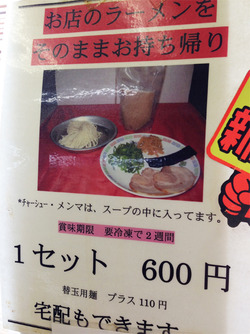 お店のラーメンを
そのままお持ち帰り
*チャーシュー・メンマは、スープの中に入ってます。
賞味期限　要冷凍で２週間
１セット　600円
替玉用麺　プラス110円
宅配もできます